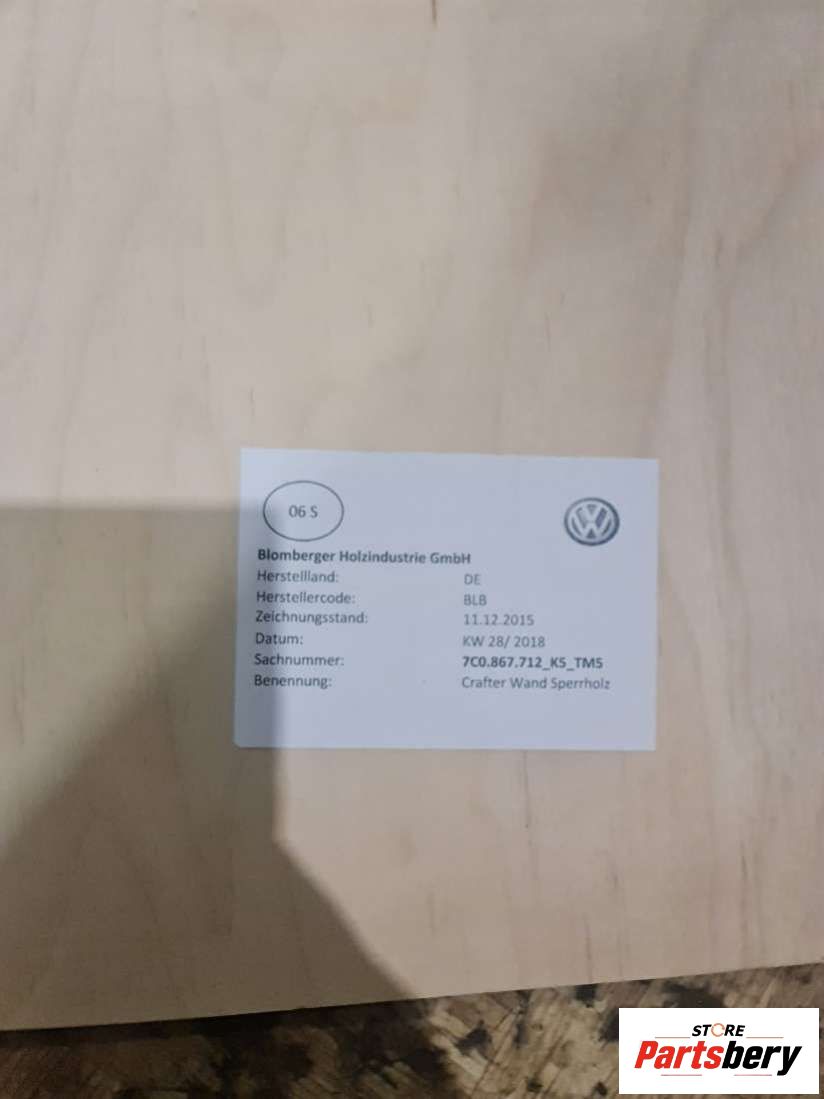 06 S
Blomberger Holzindustrie GmbH
Herstellland: DE
Herstellercode: BLB
Zeichnungsstand: 11.12.2015
Datum: KW 28/ 2018
Sachnummer: 7C0.867.712_K5_TM5
Benennung: Crafter Wand Sperrholz
STORE
Partsbery